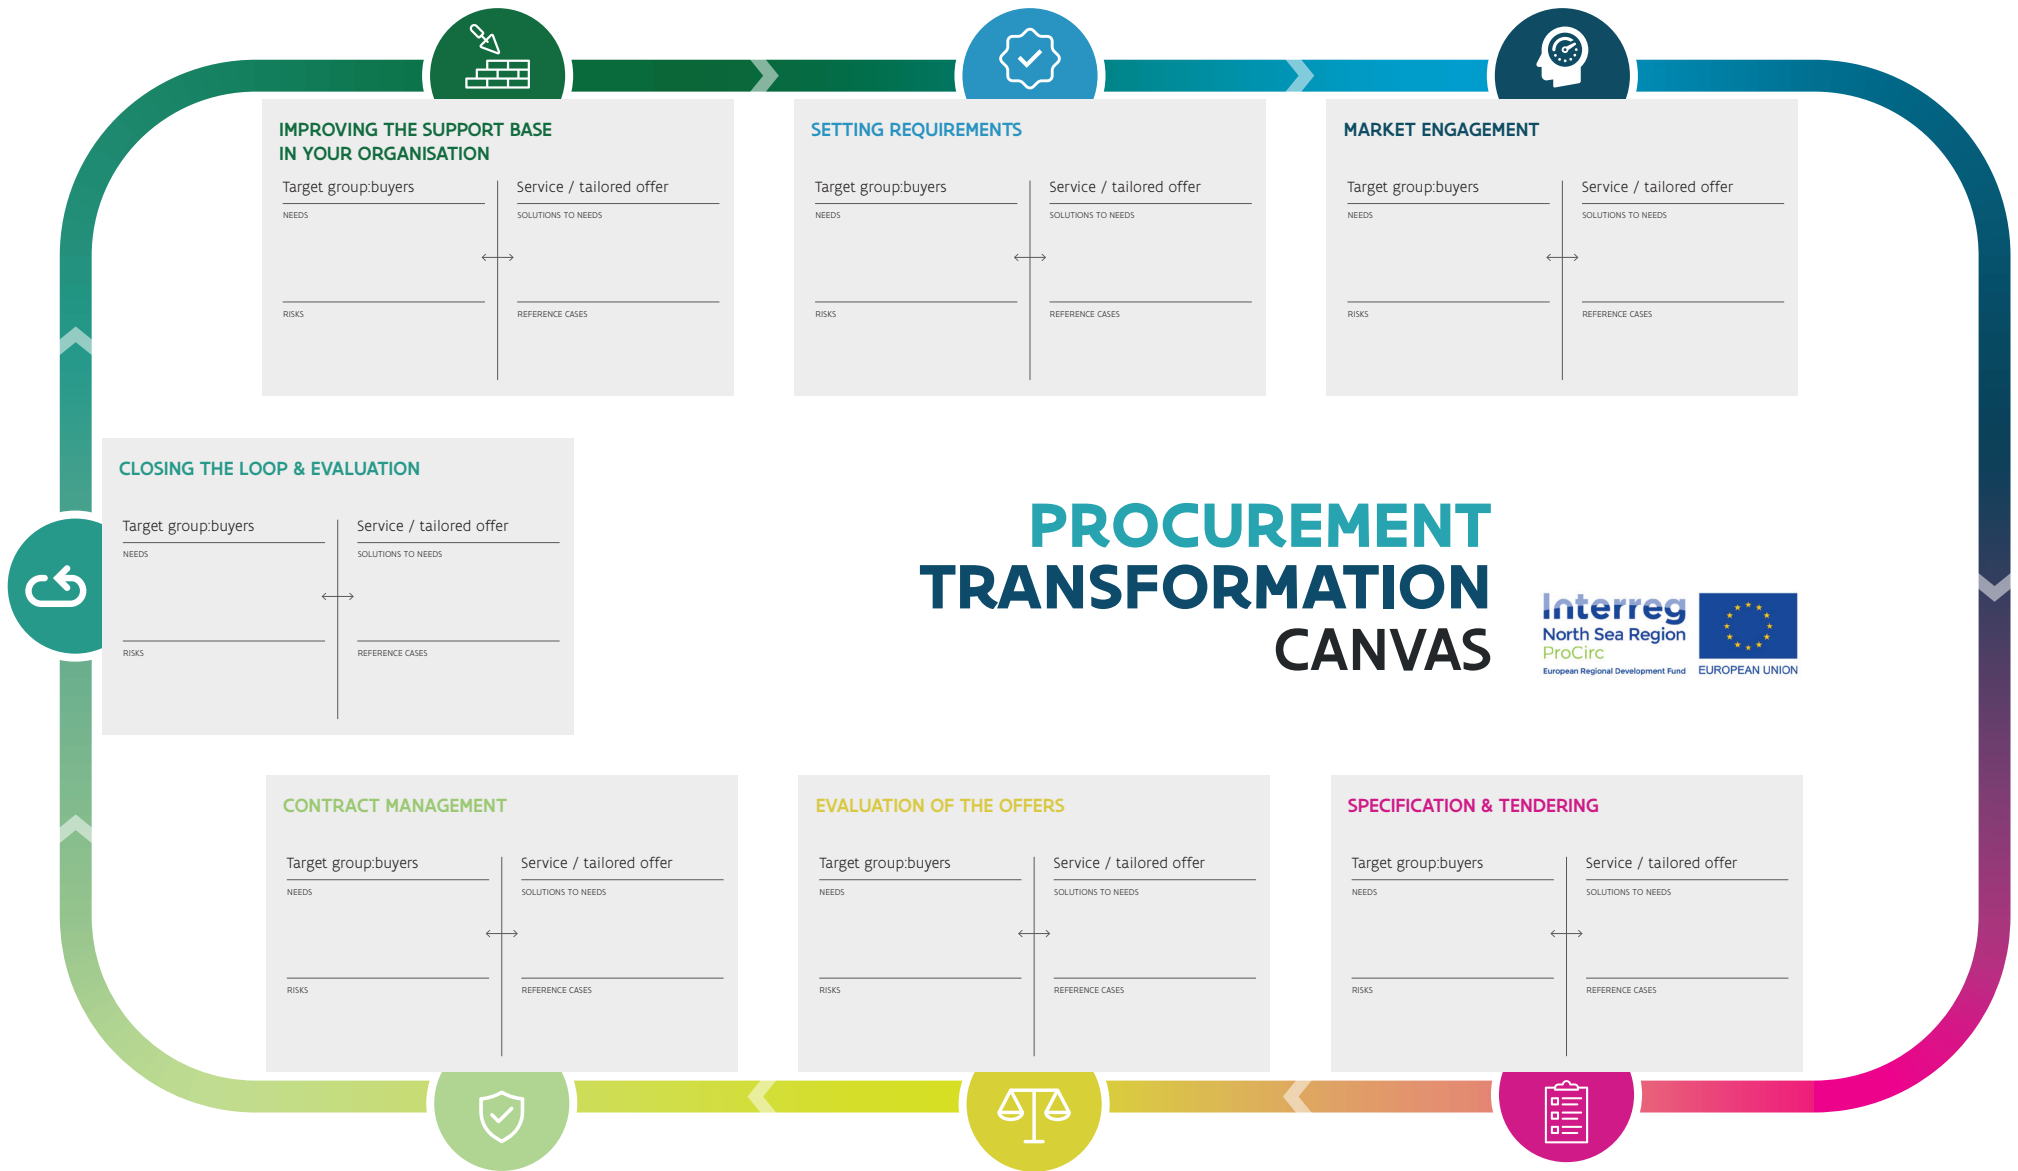 IMPROVING THE SUPPORT BASE
IN YOUR ORGANISATION
Target group:buyers
Service / tailored offer
NEEDS
SOLUTIONS TO NEEDS
RISKS
REFERENCE CASES
SETTING REQUIREMENTS
Target group:buyers
Service / tailored offer
NEEDS
SOLUTIONS TO NEEDS
RISKS
REFERENCE CASES
MARKET ENGAGEMENT
Target group:buyers
Service / tailored offer
NEEDS
SOLUTIONS TO NEEDS
RISKS
REFERENCE CASES
CLOSING THE LOOP & EVALUATION
Target group:buyers
Service / tailored offer
NEEDS
SOLUTIONS TO NEEDS
RISKS
REFERENCE CASES
PROCUREMENT
TRANSFORMATION
CANVAS
Interreg
North Sea Region
ProCirc
European Regional Development Fund
EUROPEAN UNION
CONTRACT MANAGEMENT
Target group:buyers
Service / tailored offer
NEEDS
SOLUTIONS TO NEEDS
RISKS
REFERENCE CASES
EVALUATION OF THE OFFERS
Target group:buyers
Service / tailored offer
NEEDS
SOLUTIONS TO NEEDS
RISKS
REFERENCE CASES
SPECIFICATION & TENDERING
Target group:buyers
Service / tailored offer
NEEDS
SOLUTIONS TO NEEDS
RISKS
REFERENCE CASES